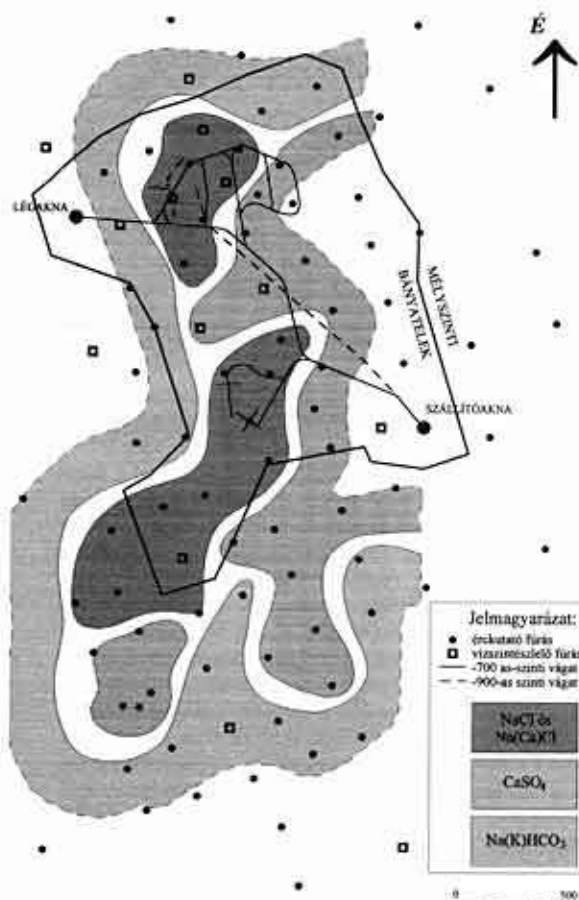 É
LÉGAKNA
MÉLYSZINTI
BÁNYATELEK
SZÁLLÍTÓAKNA
Jelmagyarázat:
érckutató fúrás
vízszintészlelő fúrás
-700 as-szinti vágat
-900-as szinti vágat
NaCl és
Na(Ca)Cl
CaSO₄
Na(K)HCO₃
0 500